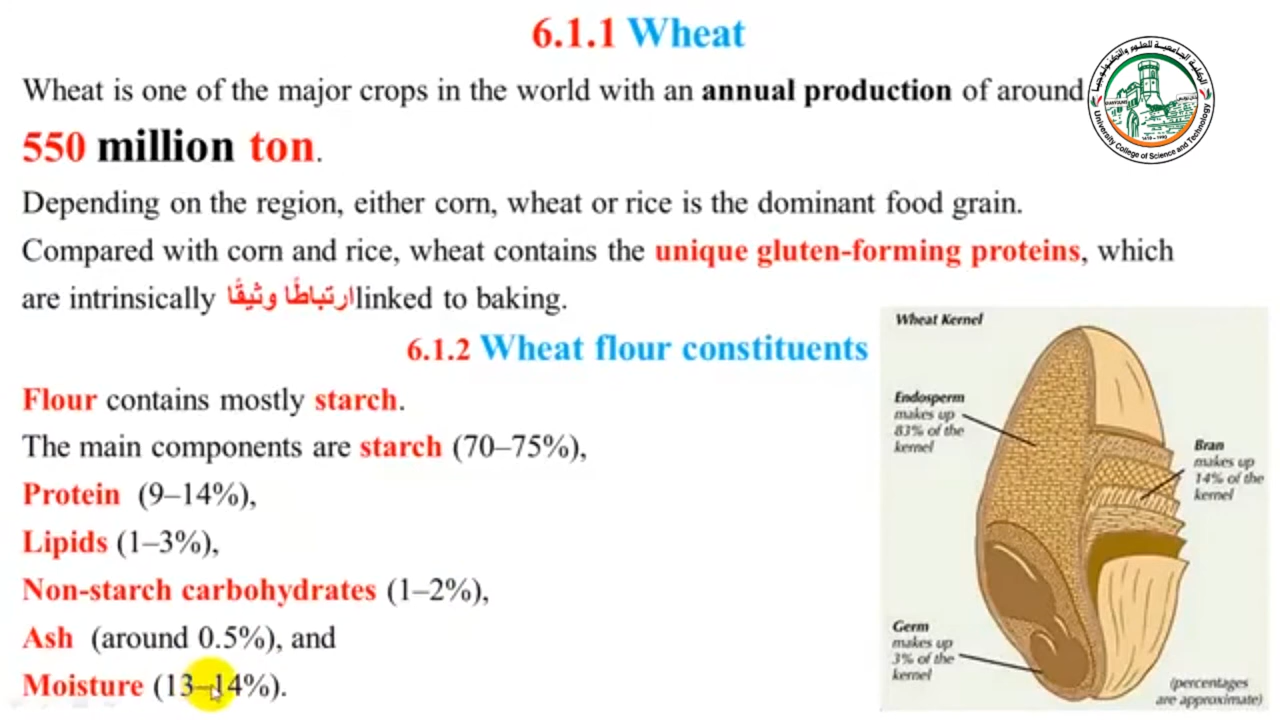 6.1.1 Wheat
Wheat is one of the major crops in the world with an annual production of around
550 million ton.
Depending on the region, either corn, wheat or rice is the dominant food grain.
Compared with corn and rice, wheat contains the unique gluten-forming proteins, which
are intrinsically ارتباطًا وثيقًا linked to baking.
6.1.2 Wheat flour constituents
Flour contains mostly starch.
The main components are starch (70–75%),
Protein (9–14%),
Lipids (1–3%),
Non-starch carbohydrates (1–2%),
Ash (around 0.5%), and
Moisture (13–14%).
Wheat Kernel
Endosperm
makes up
83% of the
kernel
Bran
makes up
14% of the
kernel
Germ
makes up
3% of the
kernel
(percentages
are approximate)
الكلية الجامعية للعلوم والتكنولوجيا
University College of Science and Technology